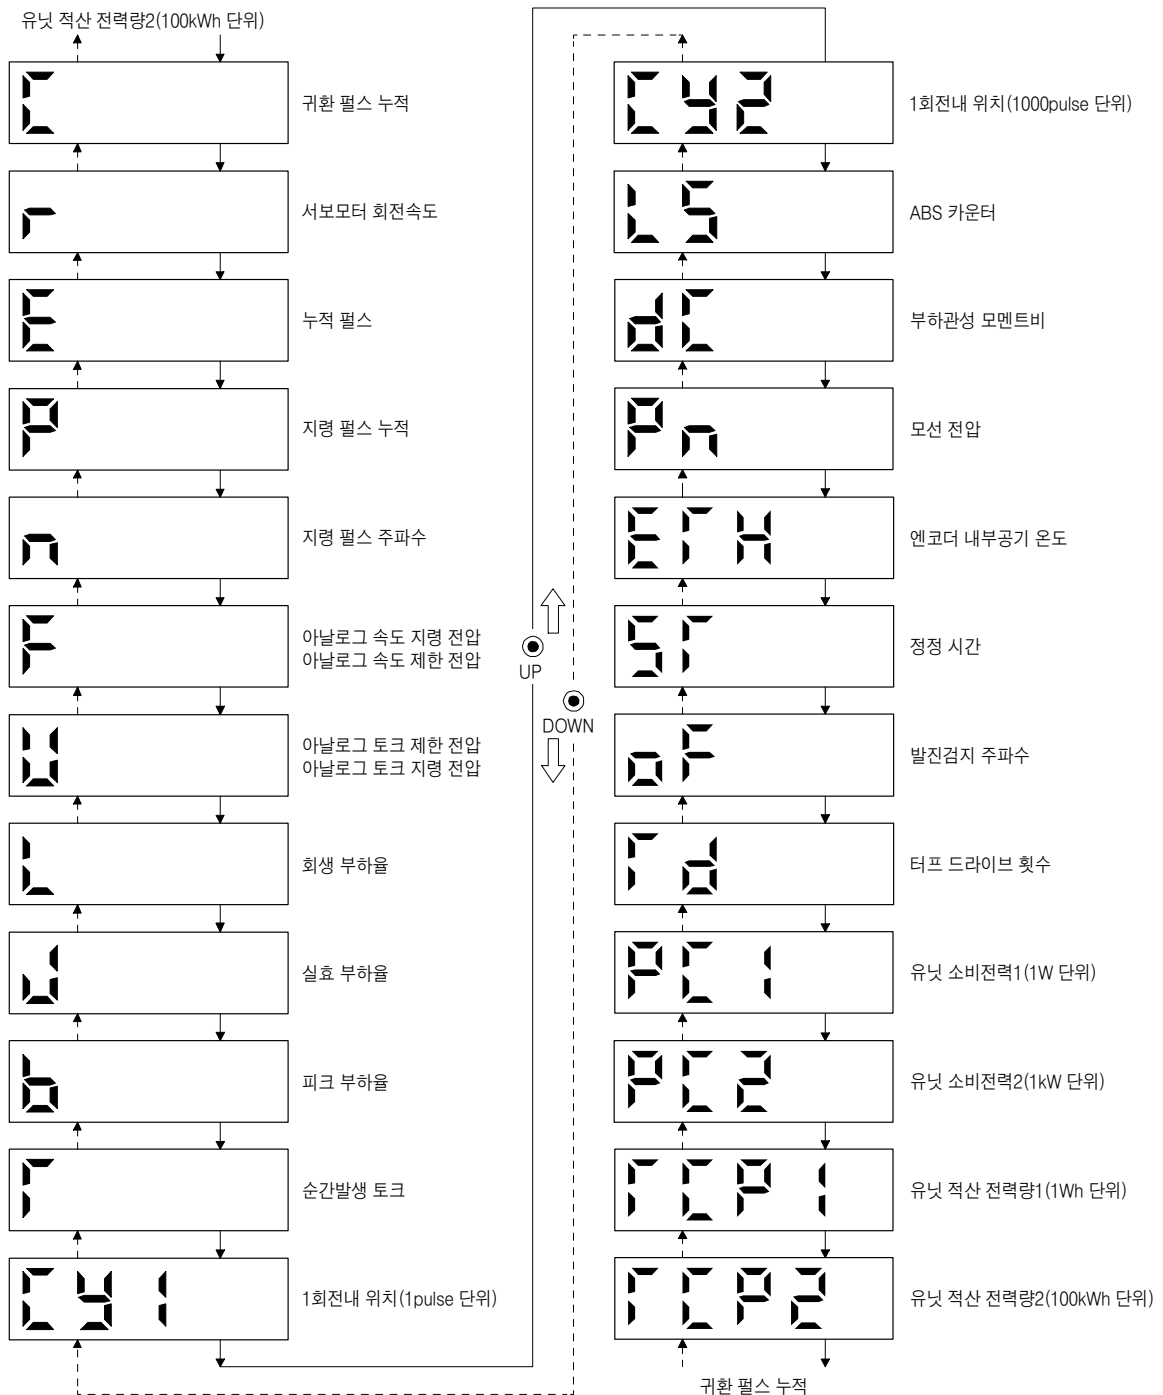 유닛 적산 전력량2(100kWh 단위)
C
귀환 펄스 누적
r
서보모터 회전속도
E
누적 펄스
P
지령 펄스 누적
n
지령 펄스 주파수
F
아날로그 속도 지령 전압
아날로그 속도 제한 전압
U
아날로그 토크 제한 전압
아날로그 토크 지령 전압
L
회생 부하율
J
실효 부하율
b
피크 부하율
T
순간발생 토크
Cy1
1회전내 위치(1pulse 단위)
UP
DOWN
Cy2
1회전내 위치(1000pulse 단위)
LS
ABS 카운터
dC
부하관성 모멘트비
Pn
모선 전압
ETH
엔코더 내부공기 온도
ST
정정 시간
oF
발진검지 주파수
Td
터프 드라이브 횟수
PC1
유닛 소비전력1(1W 단위)
PC2
유닛 소비전력2(1kW 단위)
TCP1
유닛 적산 전력량1(1Wh 단위)
TCP2
유닛 적산 전력량2(100kWh 단위)
귀환 펄스 누적